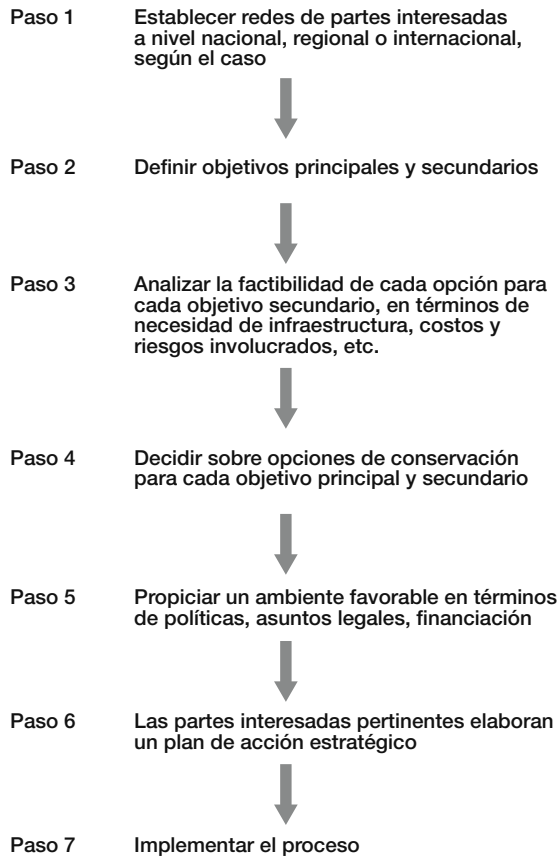 Paso 1 Establecer redes de partes interesadas
a nivel nacional, regional o internacional,
según el caso
Paso 2 Definir objetivos principales y secundarios
Paso 3 Analizar la factibilidad de cada opción para
cada objetivo secundario, en términos de
necesidad de infraestructura, costos y
riesgos involucrados, etc.
Paso 4 Decidir sobre opciones de conservación
para cada objetivo principal y secundario
Paso 5 Propiciar un ambiente favorable en términos
de políticas, asuntos legales, financiación
Paso 6 Las partes interesadas pertinentes elaboran
un plan de acción estratégico
Paso 7 Implementar el proceso